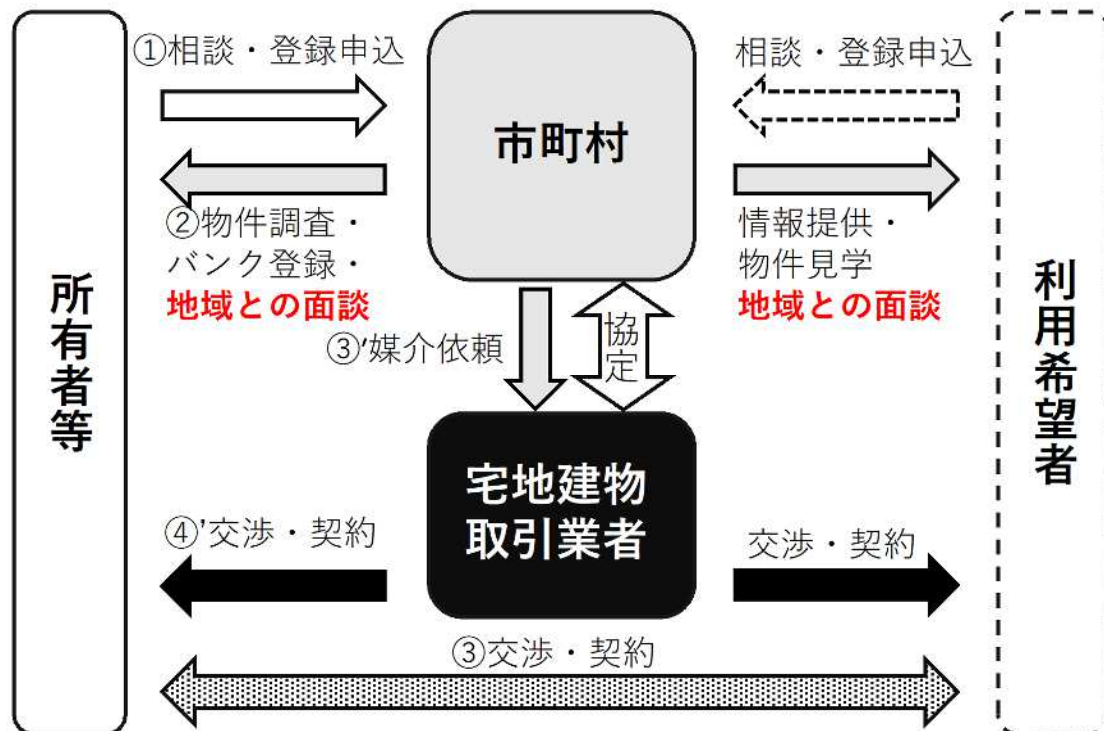 ①相談・登録申込
相談・登録申込
市町村
②物件調査・
バンク登録・
地域との面談
情報提供・
物件見学
地域との面談
所有者等
利用希望者
③’媒介依頼
協定
宅地建物
取引業者
④’交渉・契約
交渉・契約
③交渉・契約